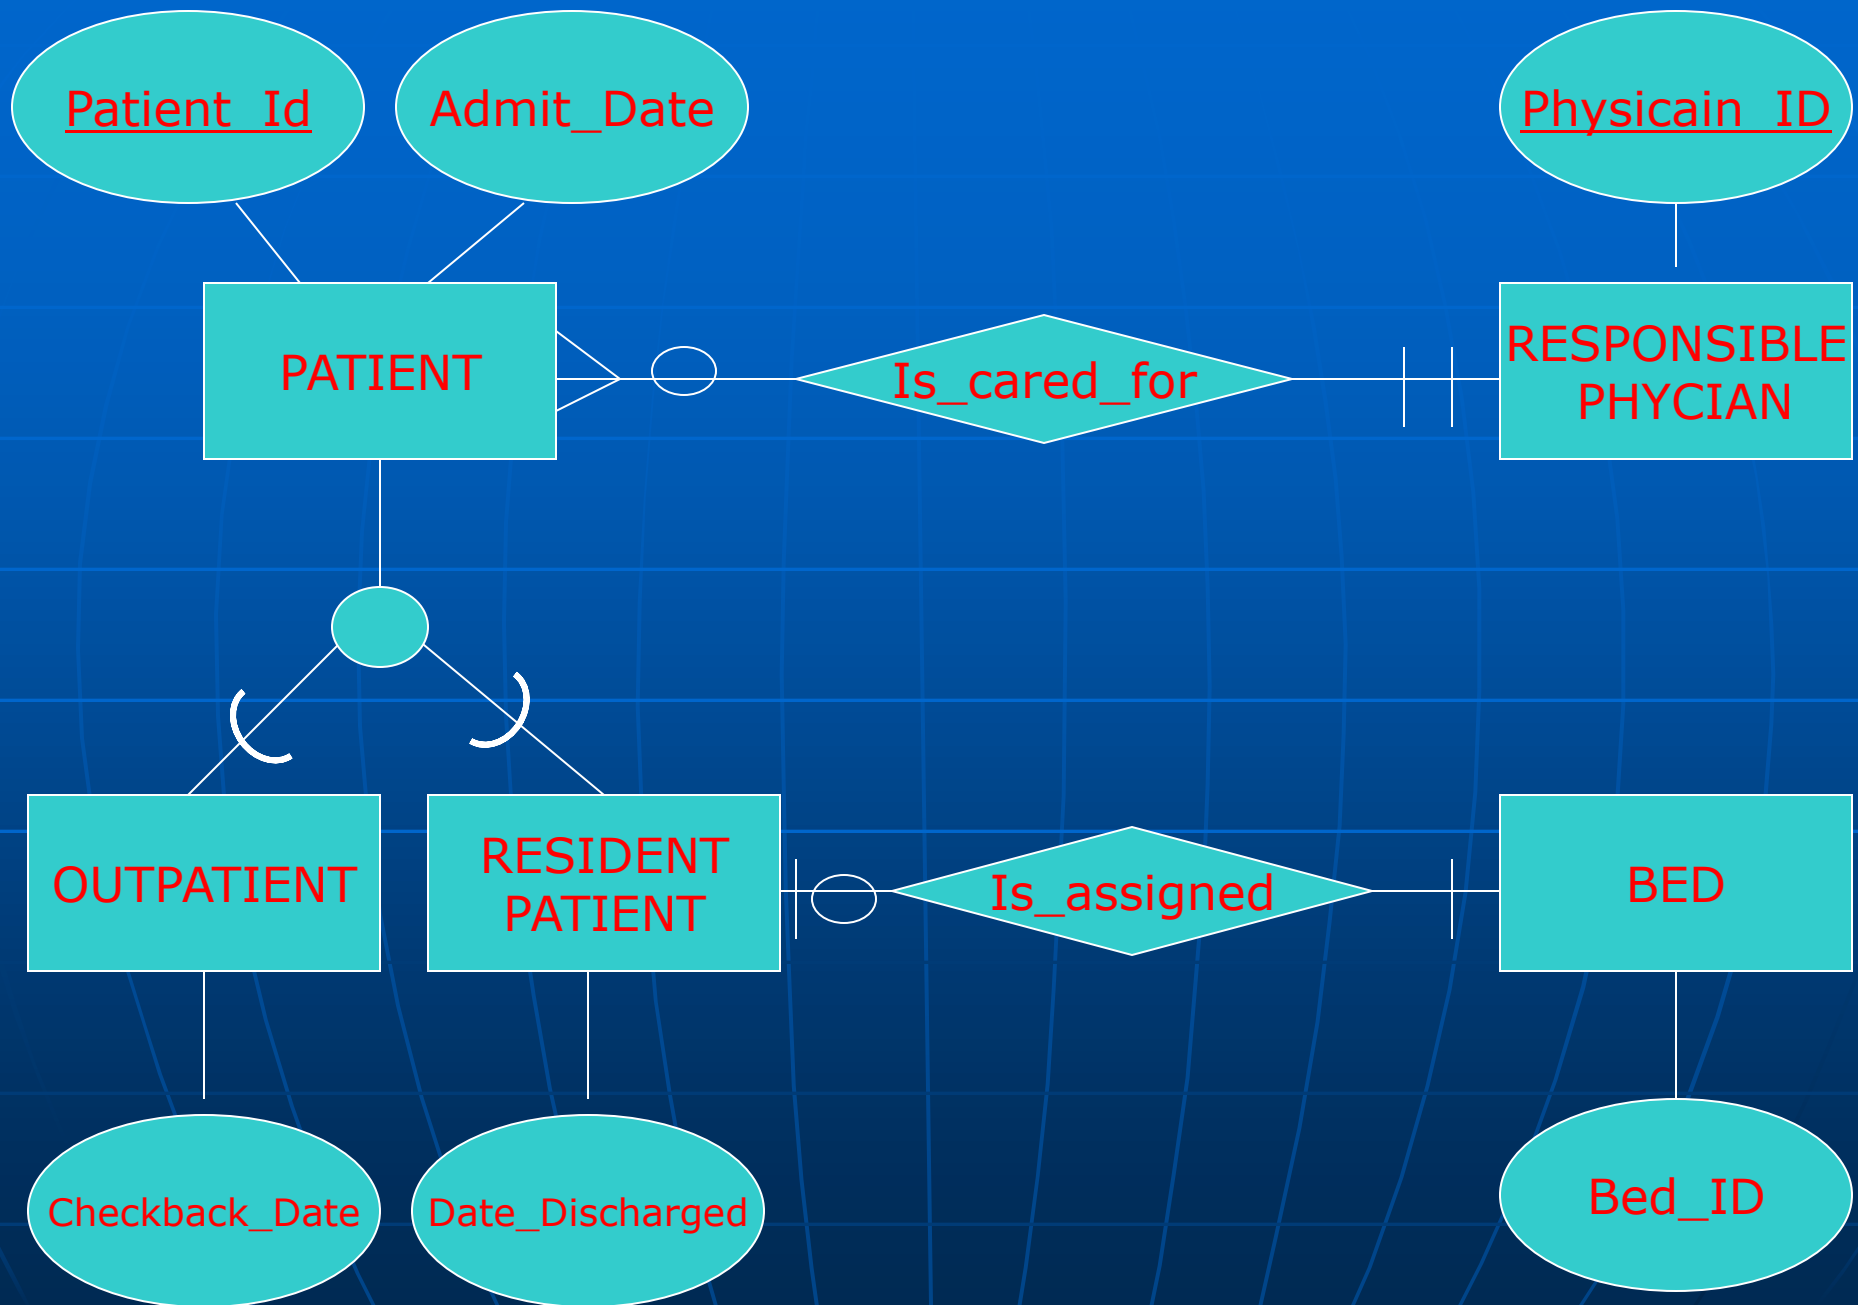 Patient_Id
Admit_Date
Physicain_ID
PATIENT
Is_cared_for
RESPONSIBLE
PHYCIAN
OUTPATIENT
RESIDENT
PATIENT
Is_assigned
BED
Checkback_Date
Date_Discharged
Bed_ID